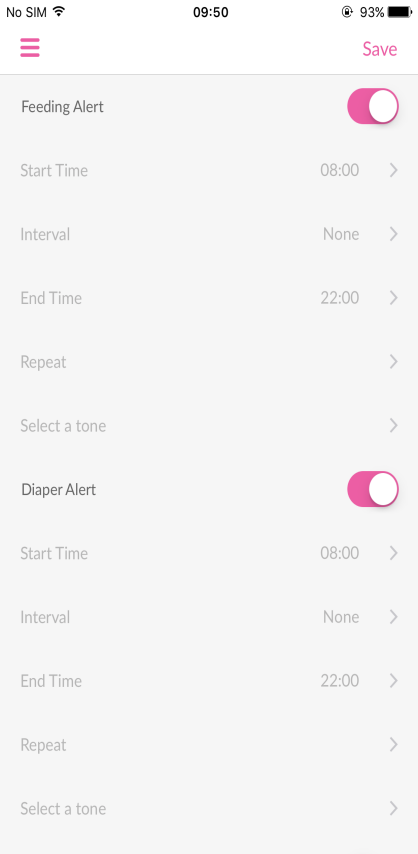 No SIM 09:50 93%
Save
Feeding Alert
Start Time 08:00
Interval None
End Time 22:00
Repeat
Select a tone
Diaper Alert
Start Time 08:00
Interval None
End Time 22:00
Repeat
Select a tone